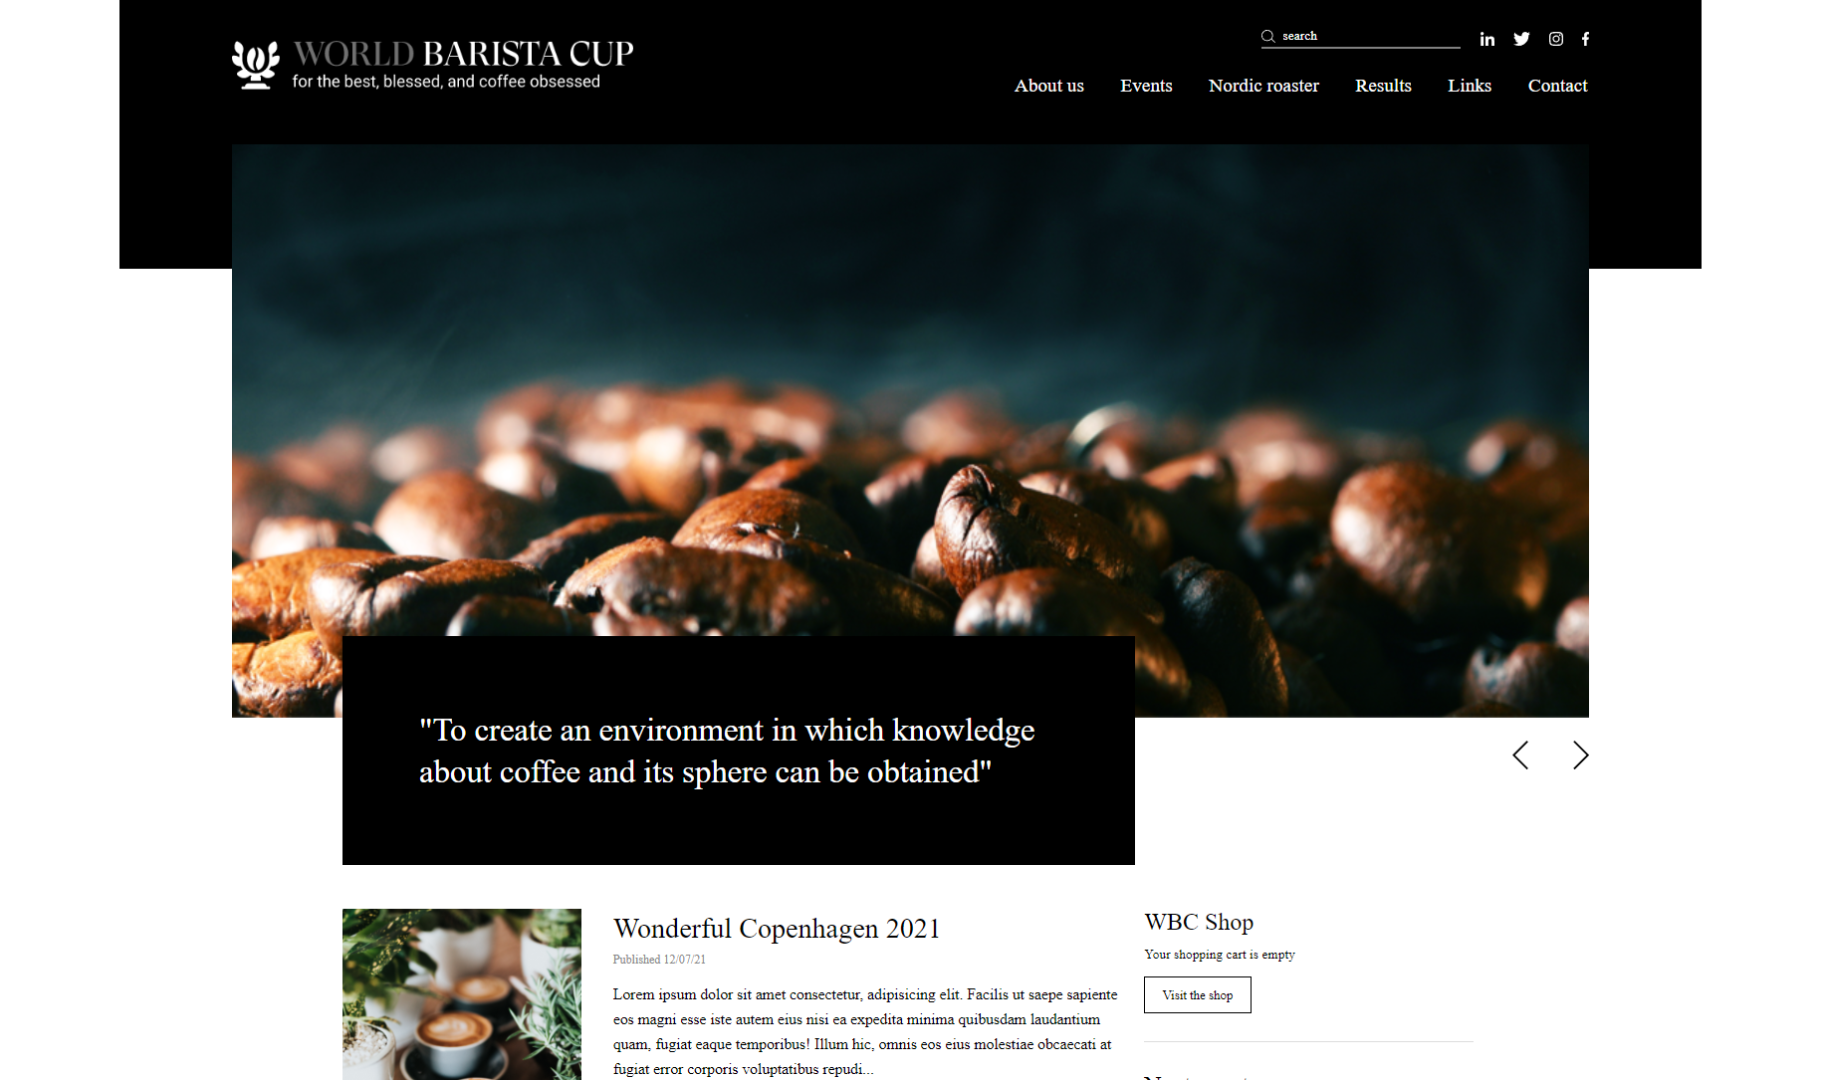 WORLD BARISTA CUP
for the best, blessed, and coffee obsessed
search
About us Events Nordic roaster Results Links Contact
"To create an environment in which knowledge
about coffee and its sphere can be obtained"
Wonderful Copenhagen 2021
Published 12/07/21
Lorem ipsum dolor sit amet consectetur, adipisicing elit. Facilis ut saepe sapiente
eos magni esse iste autem eius nisi ea expedita minima quibusdam laudantium
quam, fugiat eaque temporibus! Illum hic, omnis eos eius molestiae obcaecati at
fugiat error corporis voluptatibus repudi...
WBC Shop
Your shopping cart is empty
Visit the shop